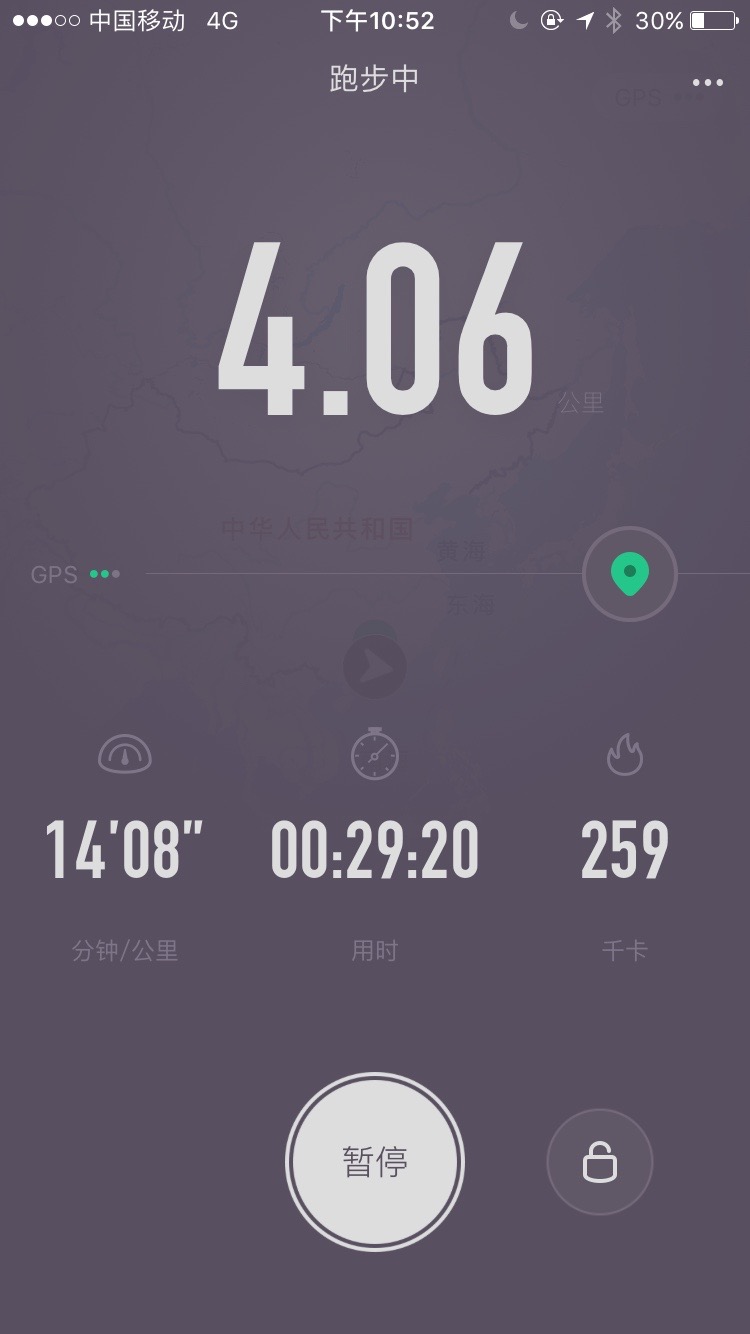 中国移动 4G 下午10:52 30%
跑步中
GPS
4.06
公里
中华人民共和国
黄海
GPS
东海
14'08" 00:29:20 259
分钟/公里 用时 千卡
暂停